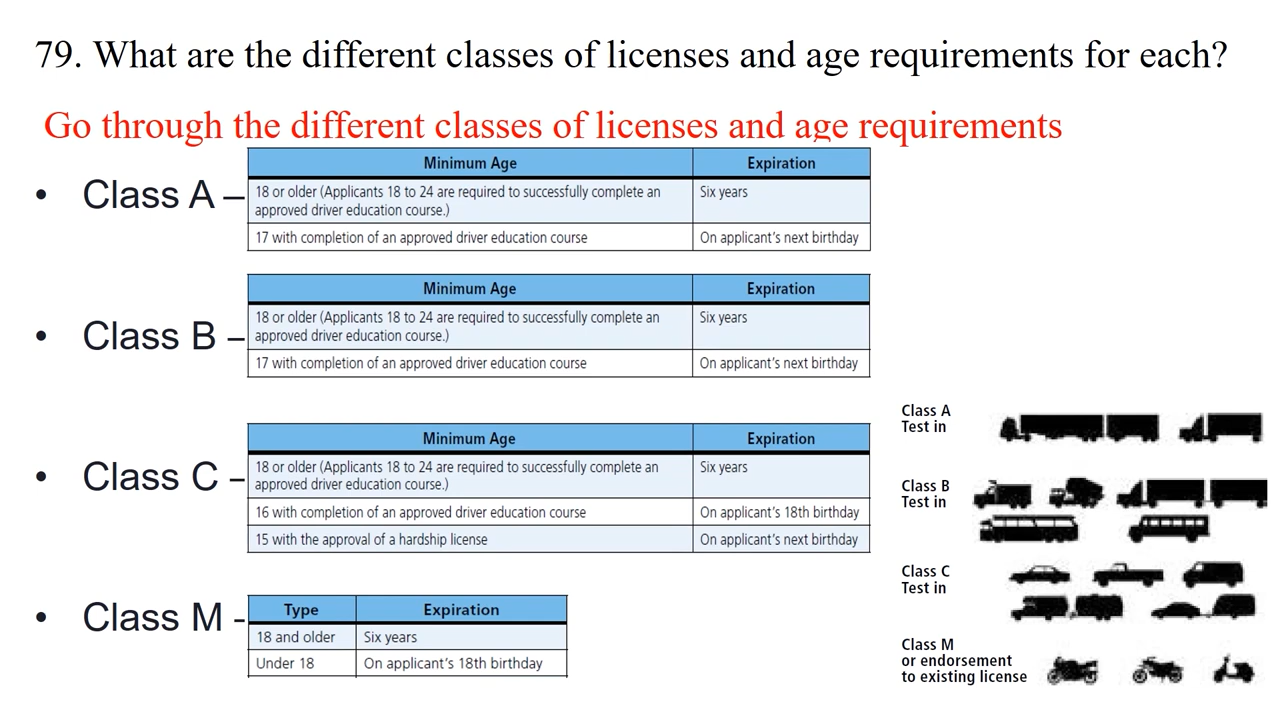 79. What are the different classes of licenses and age requirements for each?
Go through the different classes of licenses and age requirements
• Class A –
Minimum Age Expiration
18 or older (Applicants 18 to 24 are required to successfully complete an Six years
approved driver education course.)
17 with completion of an approved driver education course On applicant's next birthday
• Class B –
Minimum Age Expiration
18 or older (Applicants 18 to 24 are required to successfully complete an Six years
approved driver education course.)
17 with completion of an approved driver education course On applicant's next birthday
• Class C –
Minimum Age Expiration
18 or older (Applicants 18 to 24 are required to successfully complete an Six years
approved driver education course.)
16 with completion of an approved driver education course On applicant's 18th birthday
15 with the approval of a hardship license On applicant's next birthday
• Class M -
Type Expiration
18 and older Six years
Under 18 On applicant's 18th birthday
Class A
Test in
Class B
Test in
Class C
Test in
Class M
or endorsement
to existing license